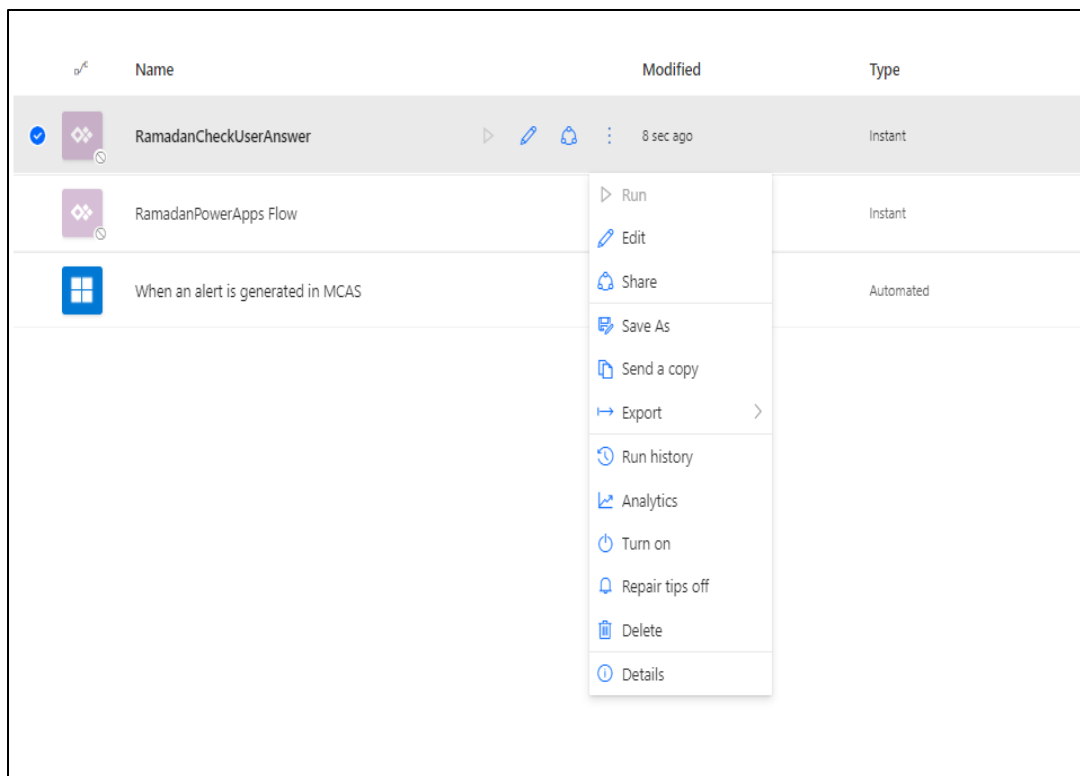 Name Modified Type
RamadanCheckUserAnswer 8 sec ago Instant
Run
RamadanPowerApps Flow Instant
Edit
Share
When an alert is generated in MCAS Automated
Save As
Send a copy
Export
Run history
Analytics
Turn on
Repair tips off
Delete
Details